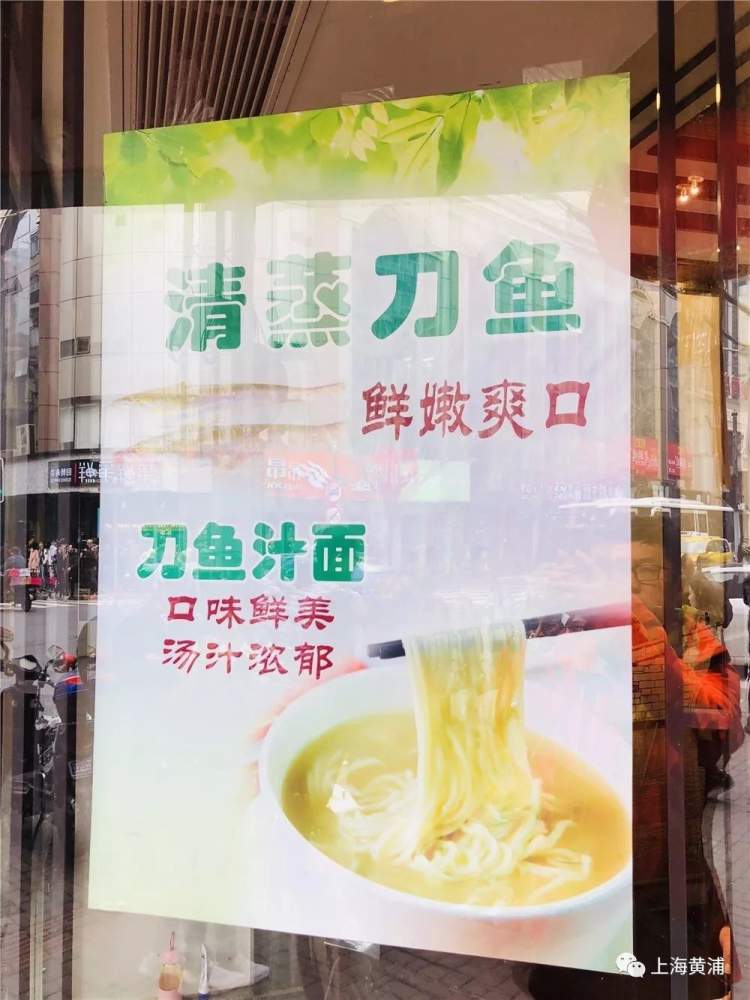 清蒸刀鱼
鲜嫩爽口
刀鱼汁面
口味鲜美
汤汁浓郁
上海黄浦